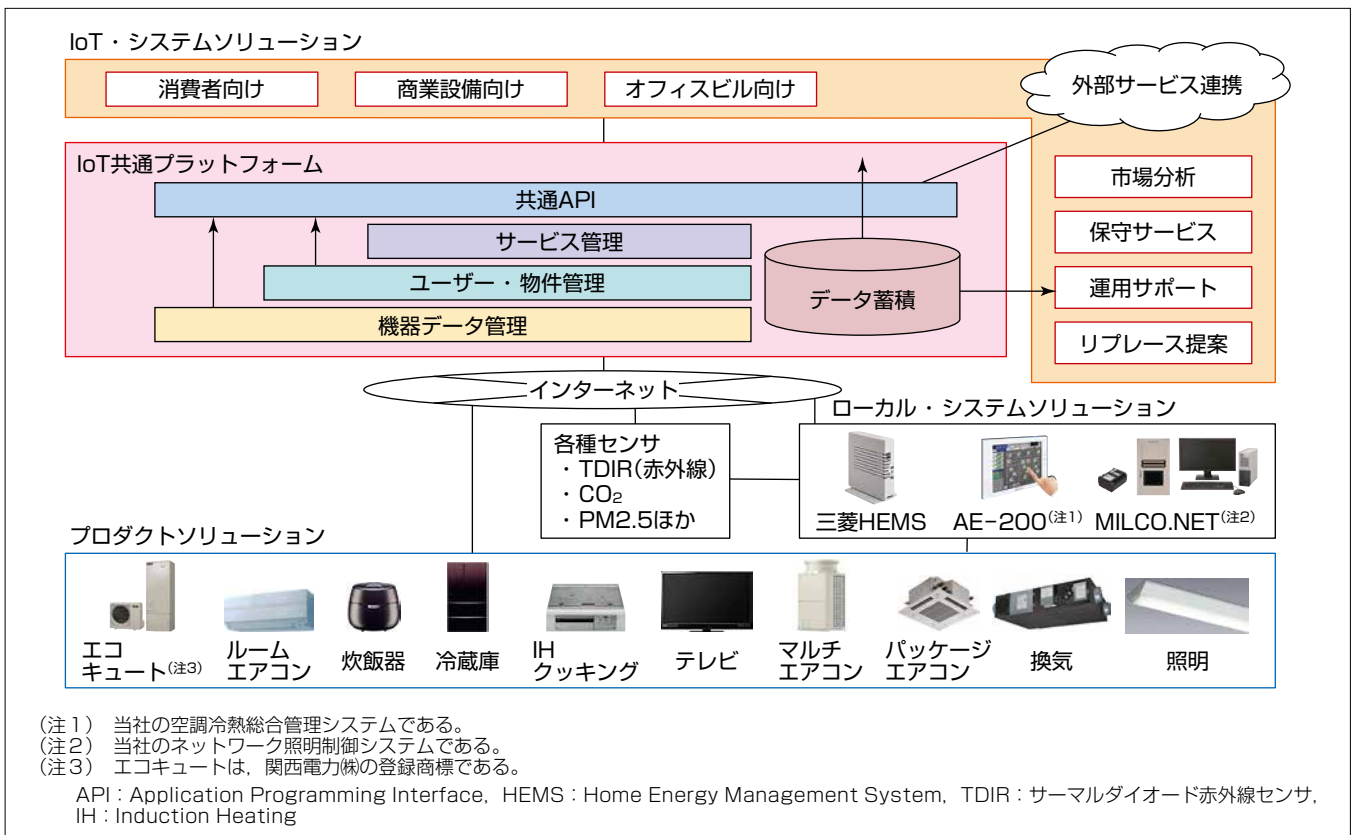 IoT・システムソリューション
消費者向け
商業設備向け
オフィスビル向け
外部サービス連携
IoT共通プラットフォーム
共通API
サービス管理
ユーザー・物件管理
機器データ管理
データ蓄積
市場分析
保守サービス
運用サポート
リプレース提案
インターネット
各種センサ
・TDIR(赤外線)
・CO₂
・PM2.5ほか
ローカル・システムソリューション
三菱HEMS
AE-200(注1)
MILCO.NET(注2)
プロダクトソリューション
エコ
キュート(注3)
ルーム
エアコン
炊飯器
冷蔵庫
IH
クッキング
テレビ
マルチ
エアコン
パッケージ
エアコン
換気
照明
(注1) 当社の空調冷熱総合管理システムである。
(注2) 当社のネットワーク照明制御システムである。
(注3) エコキュートは，関西電力㈱の登録商標である。
API：Application Programming Interface，HEMS：Home Energy Management System，TDIR：サーマルダイオード赤外線センサ，
IH：Induction Heating